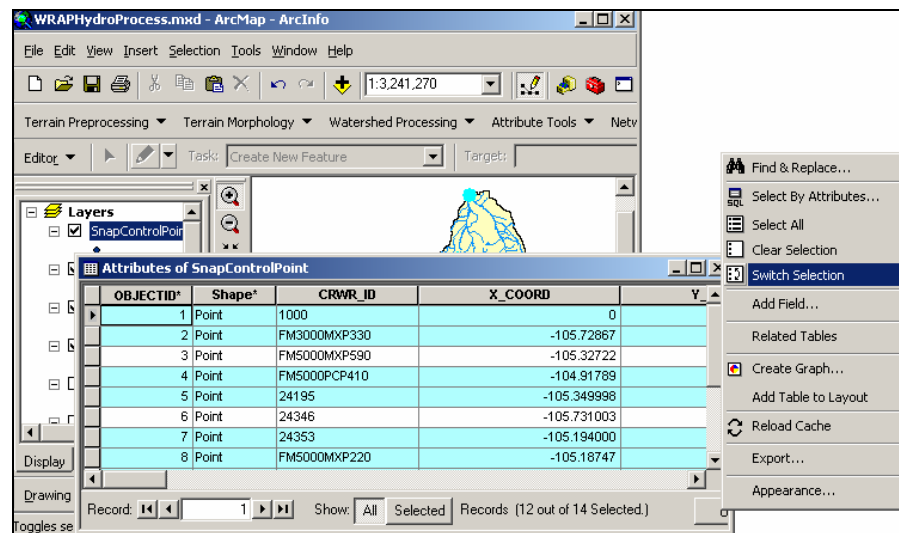 WRAPHydroProcess.mxd - ArcMap - ArcInfo
File Edit View Insert Selection Tools Window Help
1:3,241,270
Terrain Preprocessing Terrain Morphology Watershed Processing Attribute Tools Netv
Editor Task: Create New Feature Target:
Layers
SnapControlPoir
Attributes of SnapControlPoint
OBJECTID* Shape* CRWR_ID X_COORD Y_
1 Point 1000 0
2 Point FM3000MXP330 -105.72867
3 Point FM5000MXP590 -105.32722
4 Point FM5000PCP410 -104.91789
5 Point 24195 -105.349998
6 Point 24346 -105.731003
7 Point 24353 -105.194000
8 Point FM5000MXP220 -105.18747
Display
Drawing
Record: 1 Show: All Selected Records (12 out of 14 Selected.)
Toggles se
Find & Replace...
SQL Select By Attributes...
Select All
Clear Selection
Switch Selection
Add Field...
Related Tables
Create Graph...
Add Table to Layout
Reload Cache
Export...
Appearance...